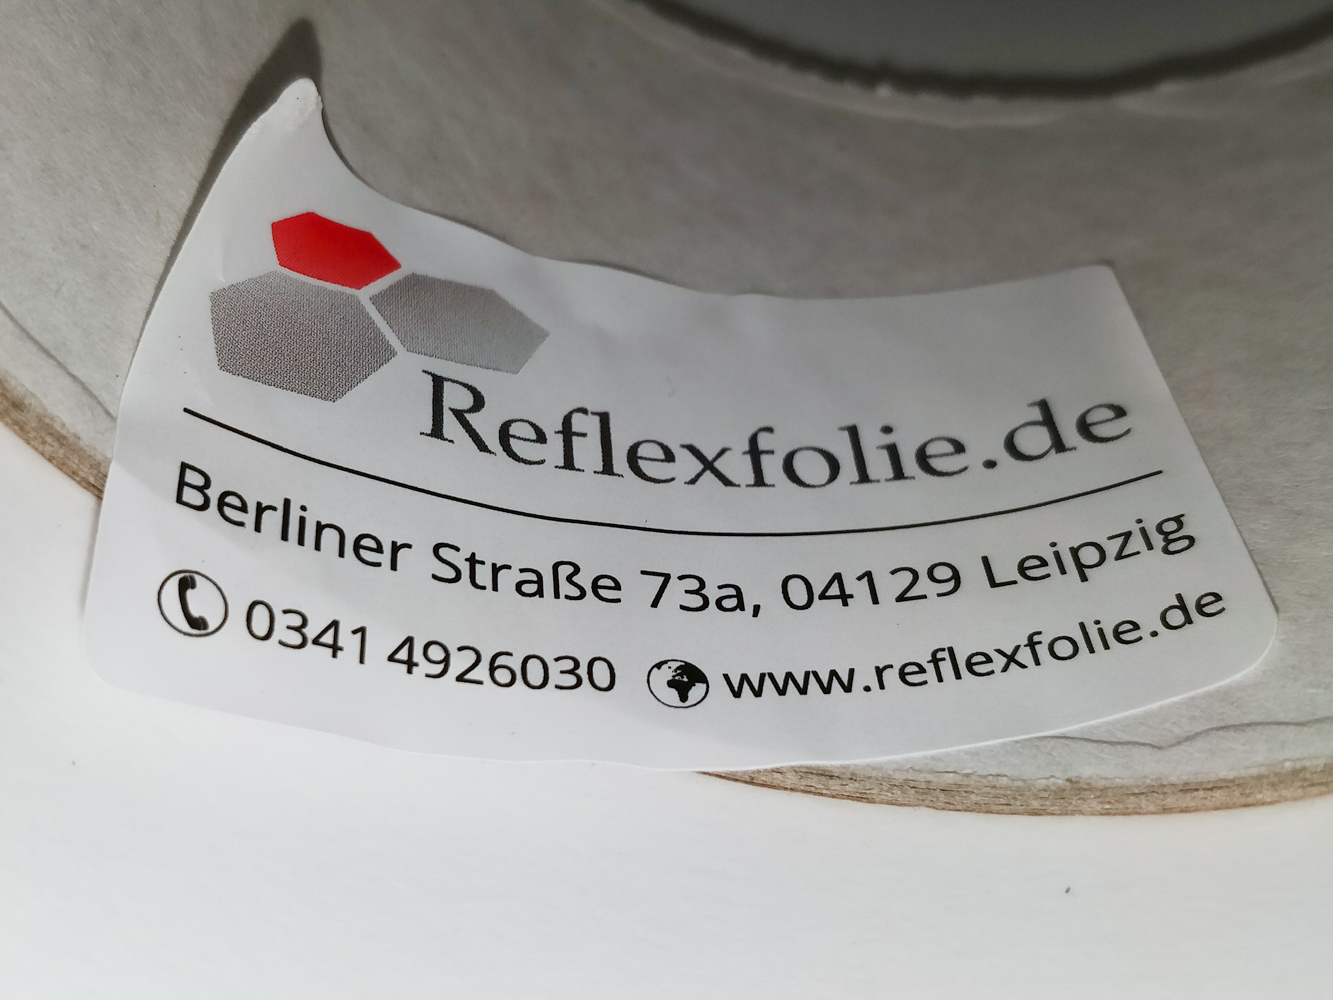 Reflexfolie.de
Berliner Straße 73a, 04129 Leipzig
0341 4926030 www.reflexfolie.de